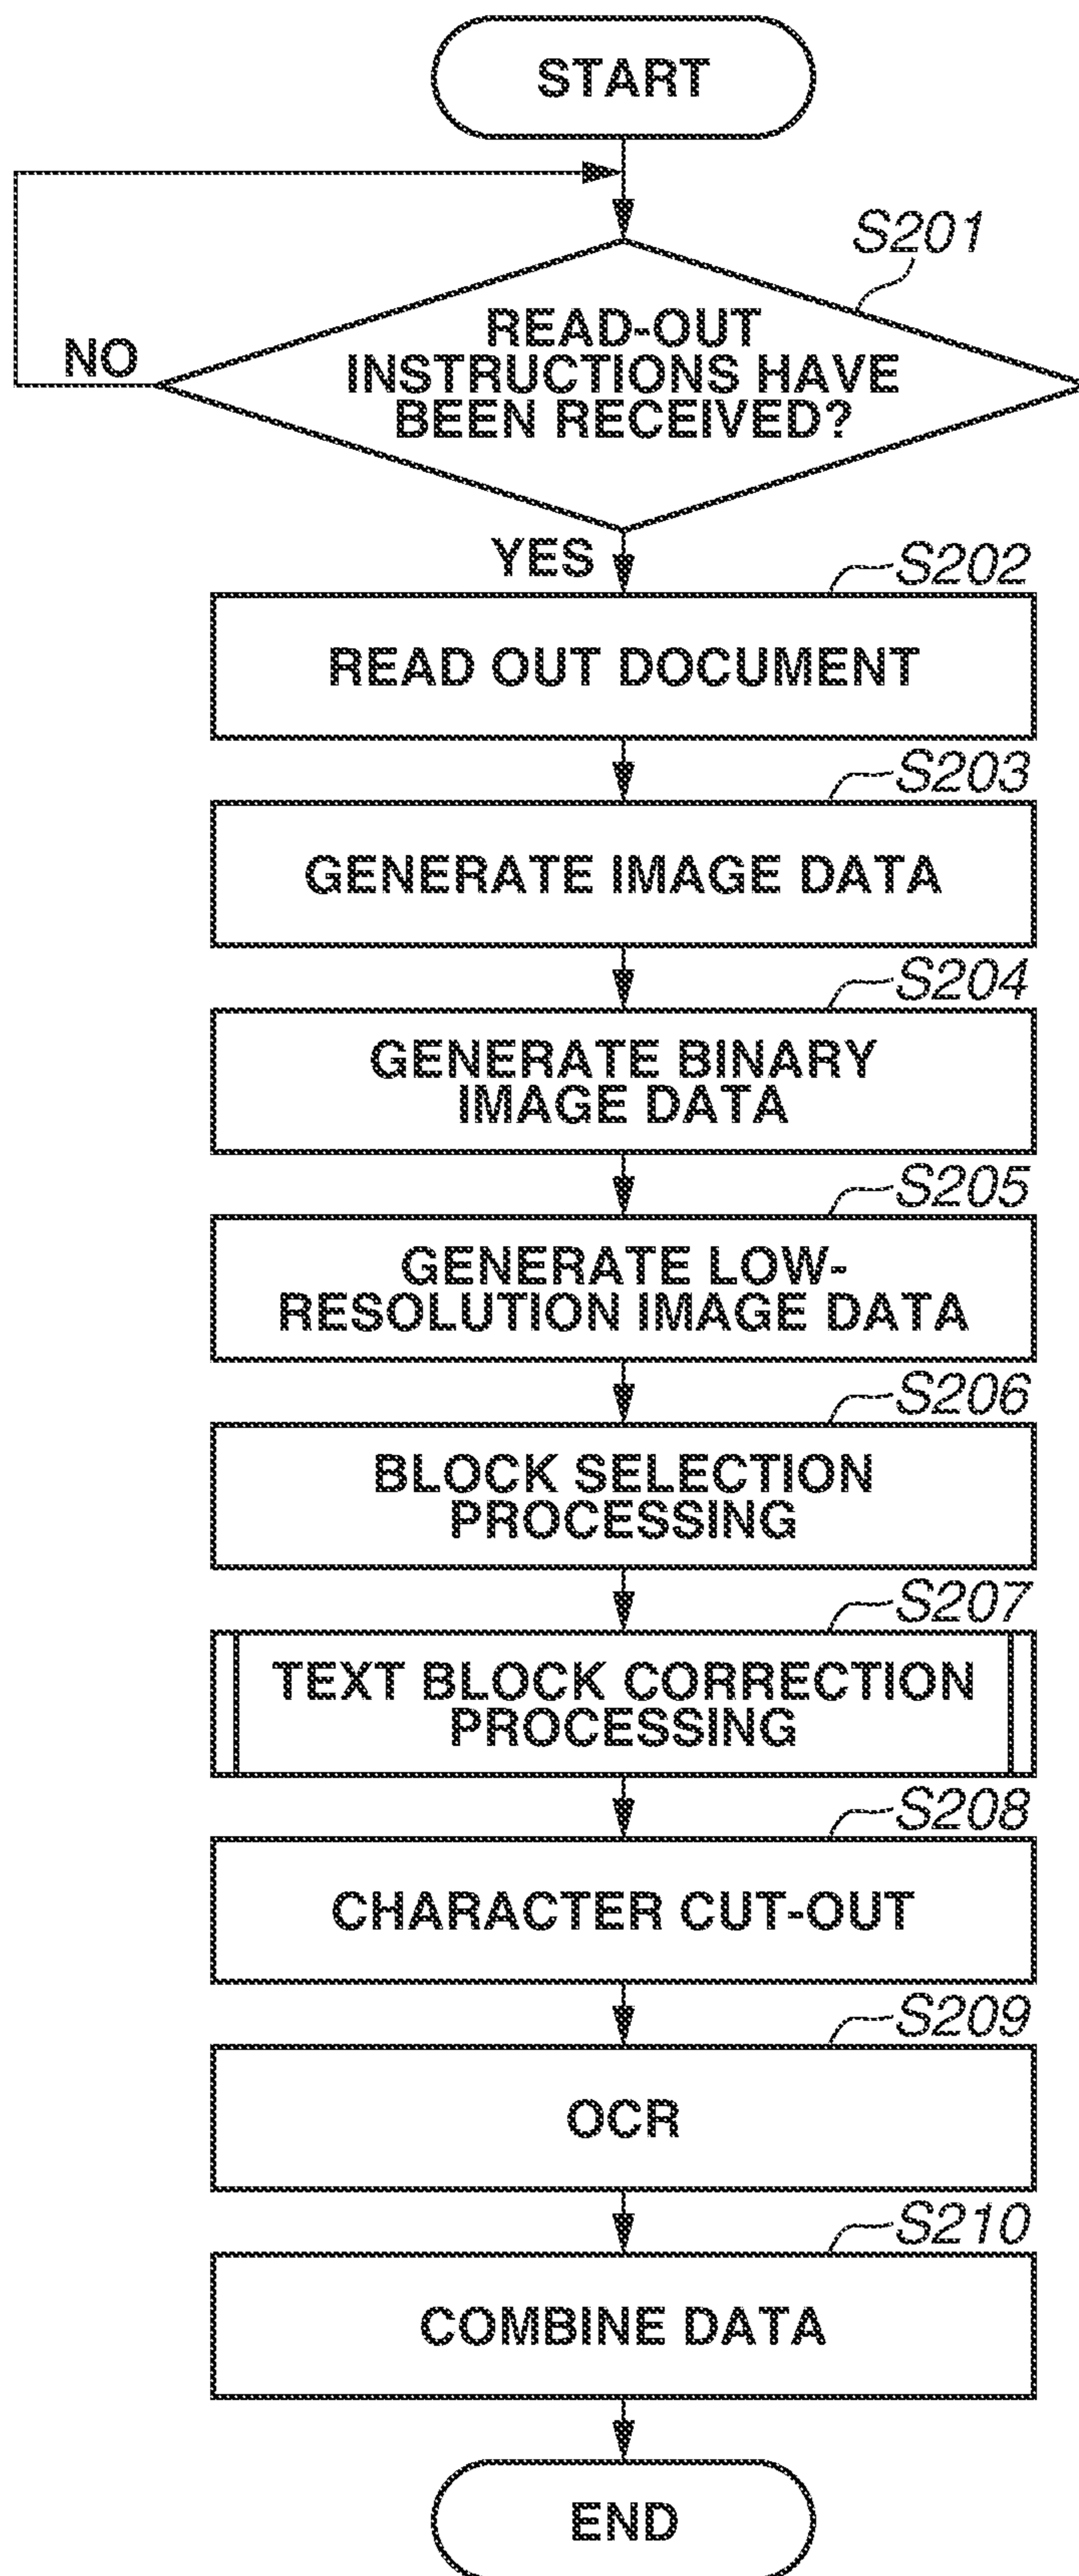 START
S201
READ-OUT
INSTRUCTIONS HAVE
BEEN RECEIVED?
NO
YES
S202
READ OUT DOCUMENT
S203
GENERATE IMAGE DATA
S204
GENERATE BINARY
IMAGE DATA
S205
GENERATE LOW-
RESOLUTION IMAGE DATA
S206
BLOCK SELECTION
PROCESSING
S207
TEXT BLOCK CORRECTION
PROCESSING
S208
CHARACTER CUT-OUT
S209
OCR
S210
COMBINE DATA
END